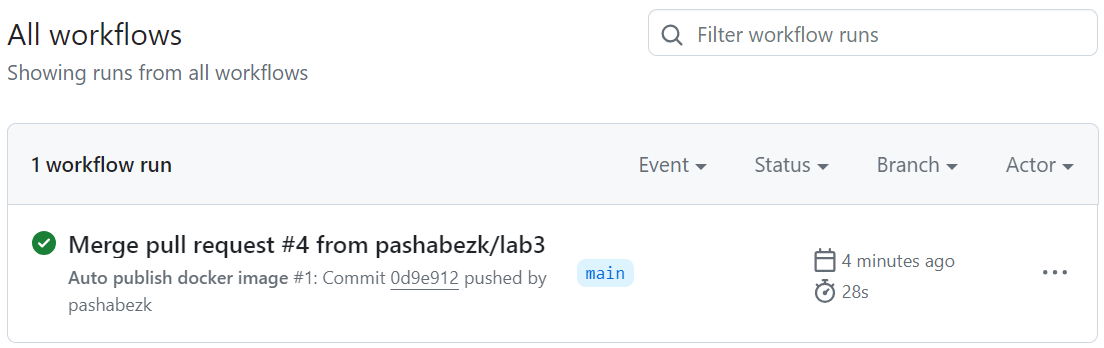 All workflows
Filter workflow runs
Showing runs from all workflows
1 workflow run
Event
Status
Branch
Actor
Merge pull request #4 from pashabezk/lab3
Auto publish docker image #1: Commit 0d9e912 pushed by
pashabezk
main
4 minutes ago
28s